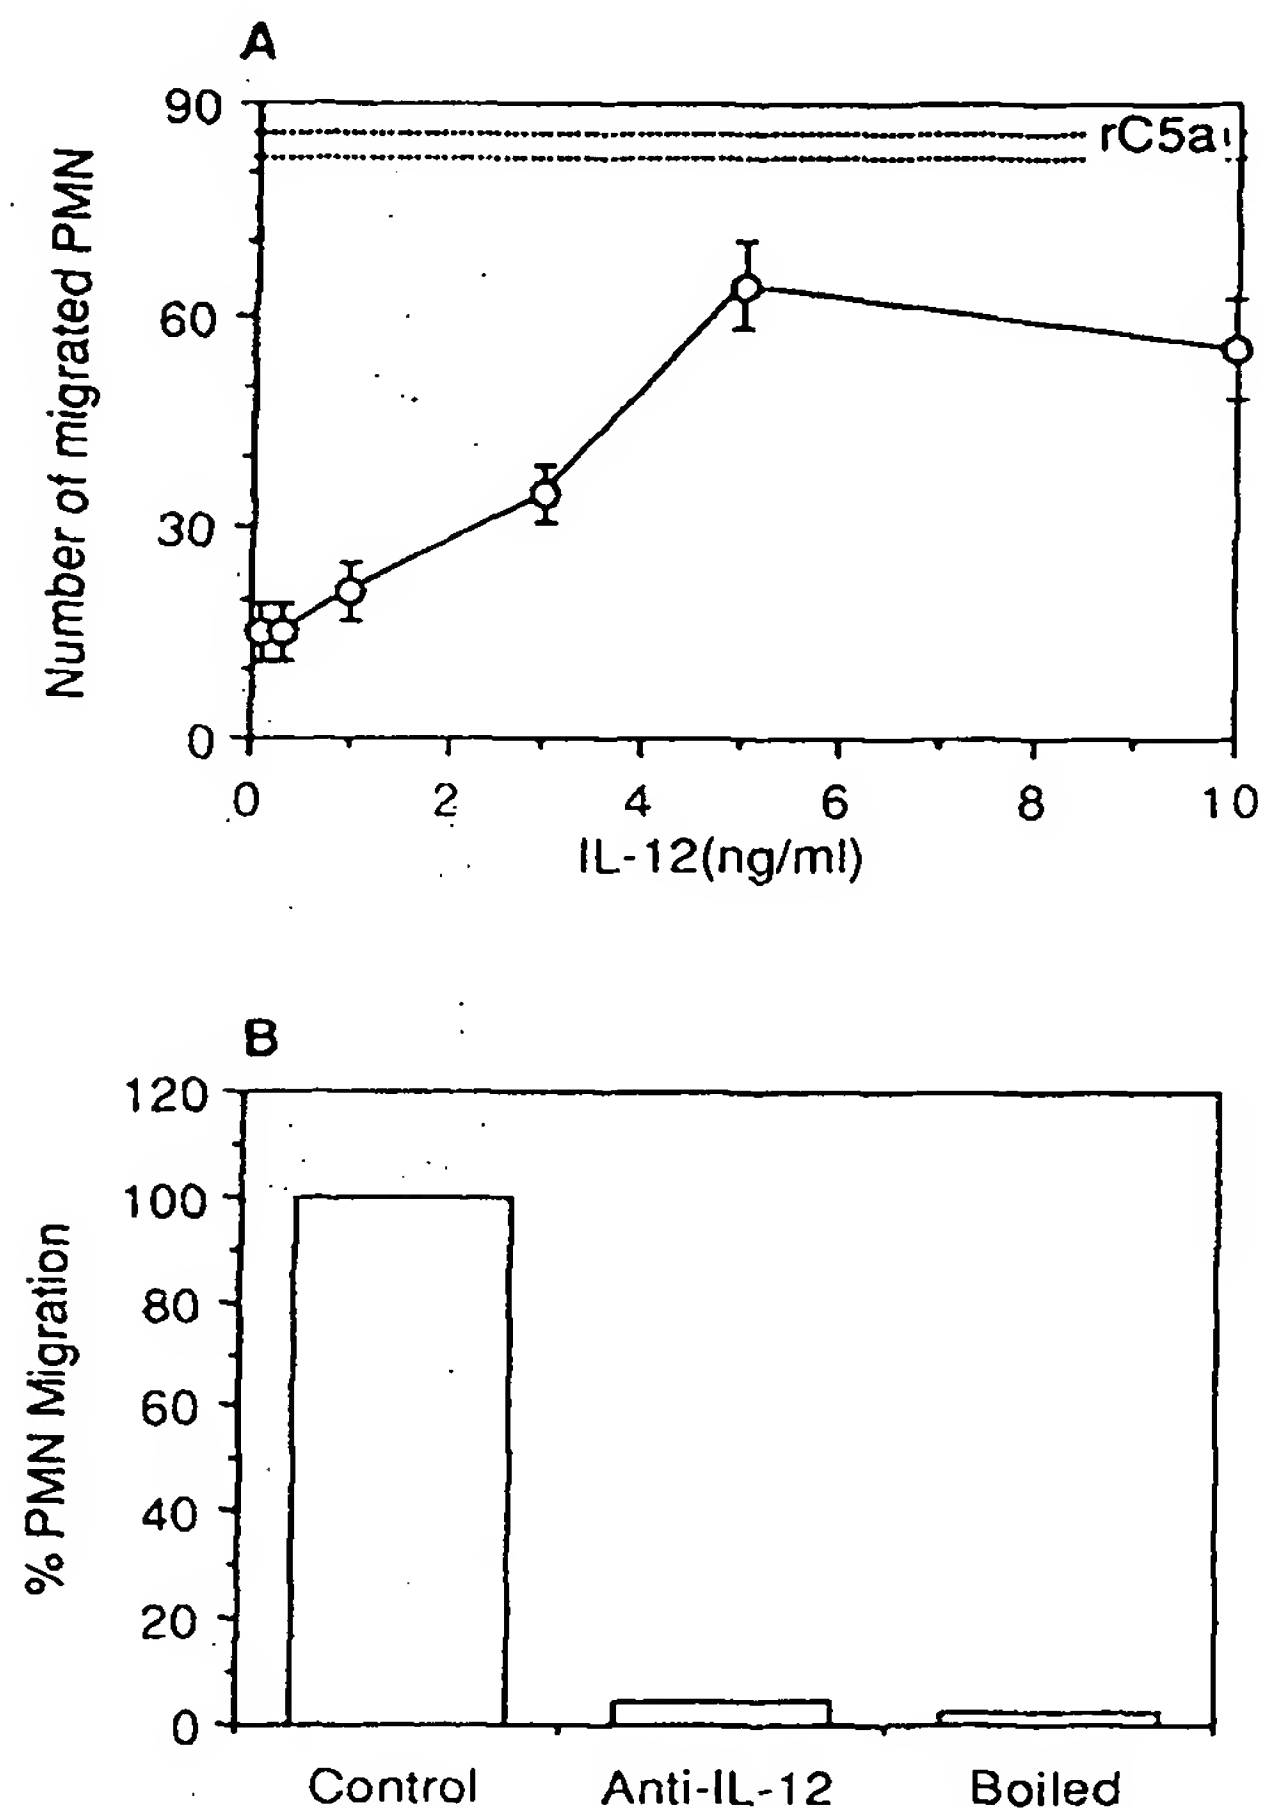 A
90
rC5a
60
30
0
0 2 4 6 8 10
Number of migrated PMN
IL-12(ng/ml)
B
120
100
80
60
40
20
0
% PMN Migration
Control Anti-IL-12 Boiled